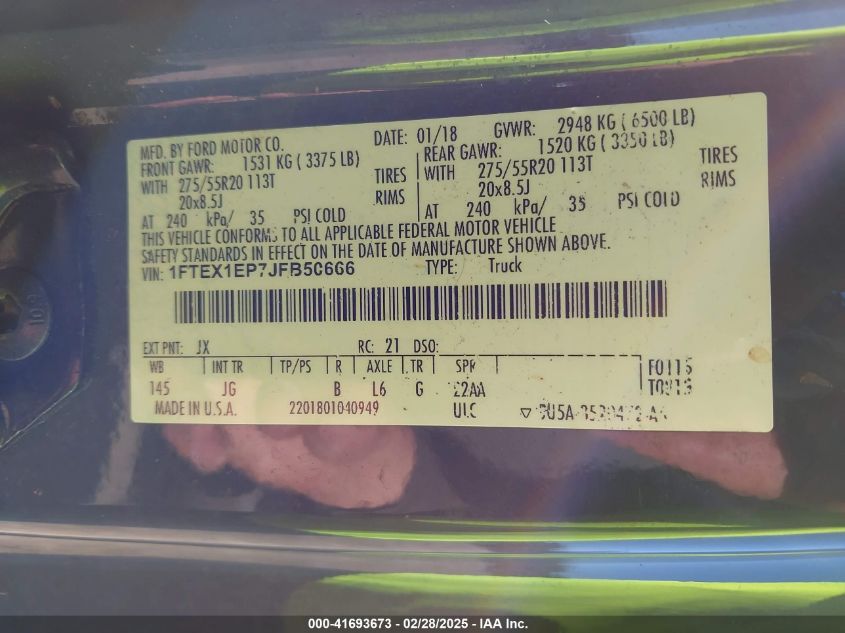 MFD. BY FORD MOTOR CO. DATE: 01/18 GVWR: 2948 KG ( 6500 LB)
FRONT GAWR: 1531 KG ( 3375 LB) REAR GAWR: 1520 KG ( 3350 LB)
WITH 275/55R20 113T TIRES WITH 275/55R20 113T TIRES
20x8.5J RIMS 20x8.5J RIMS
AT 240 kPa/ 35 PSI COLD AT 240 kPa/ 35 PSI COLD
THIS VEHICLE CONFORMS TO ALL APPLICABLE FEDERAL MOTOR VEHICLE
SAFETY STANDARDS IN EFFECT ON THE DATE OF MANUFACTURE SHOWN ABOVE.
VIN: 1FTEX1EP7JFB50666 TYPE: Truck
EXT PNT: JX RC: 21 DSO:
WB INT TR TP/PS R AXLE TR SPR
145 JG B L6 G 22AA
F0115
T0915
MADE IN U.S.A. 2201801040949 ULC
000-41693673 / 02/28/2025 - IAA Inc.